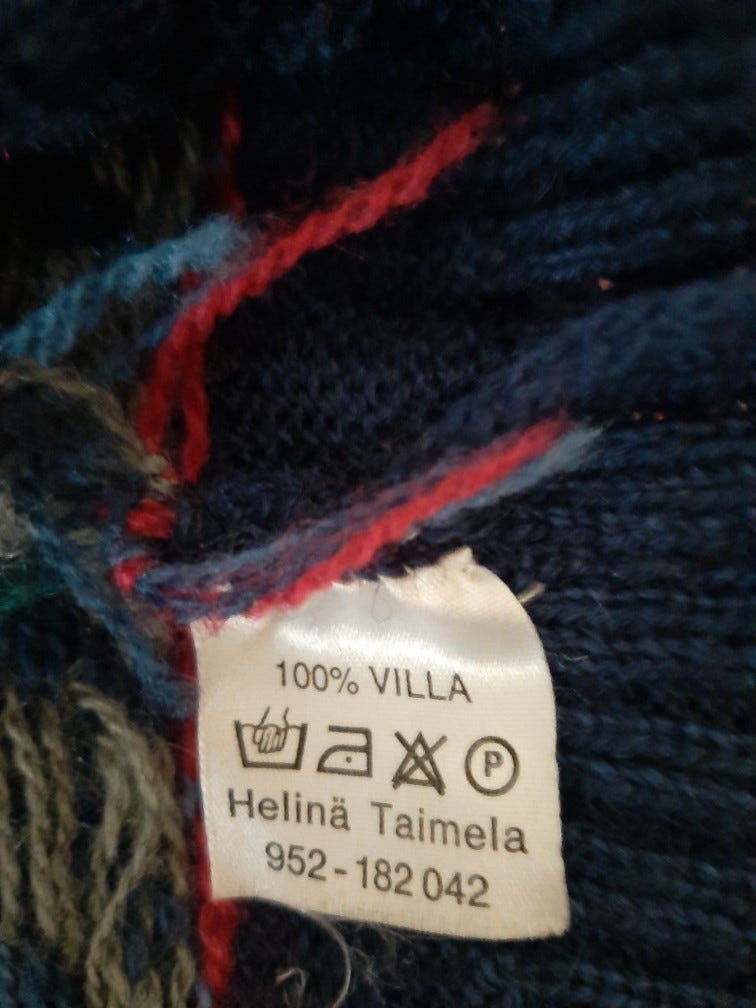 100% VILLA
P
Helinä Taimela
952-182 042